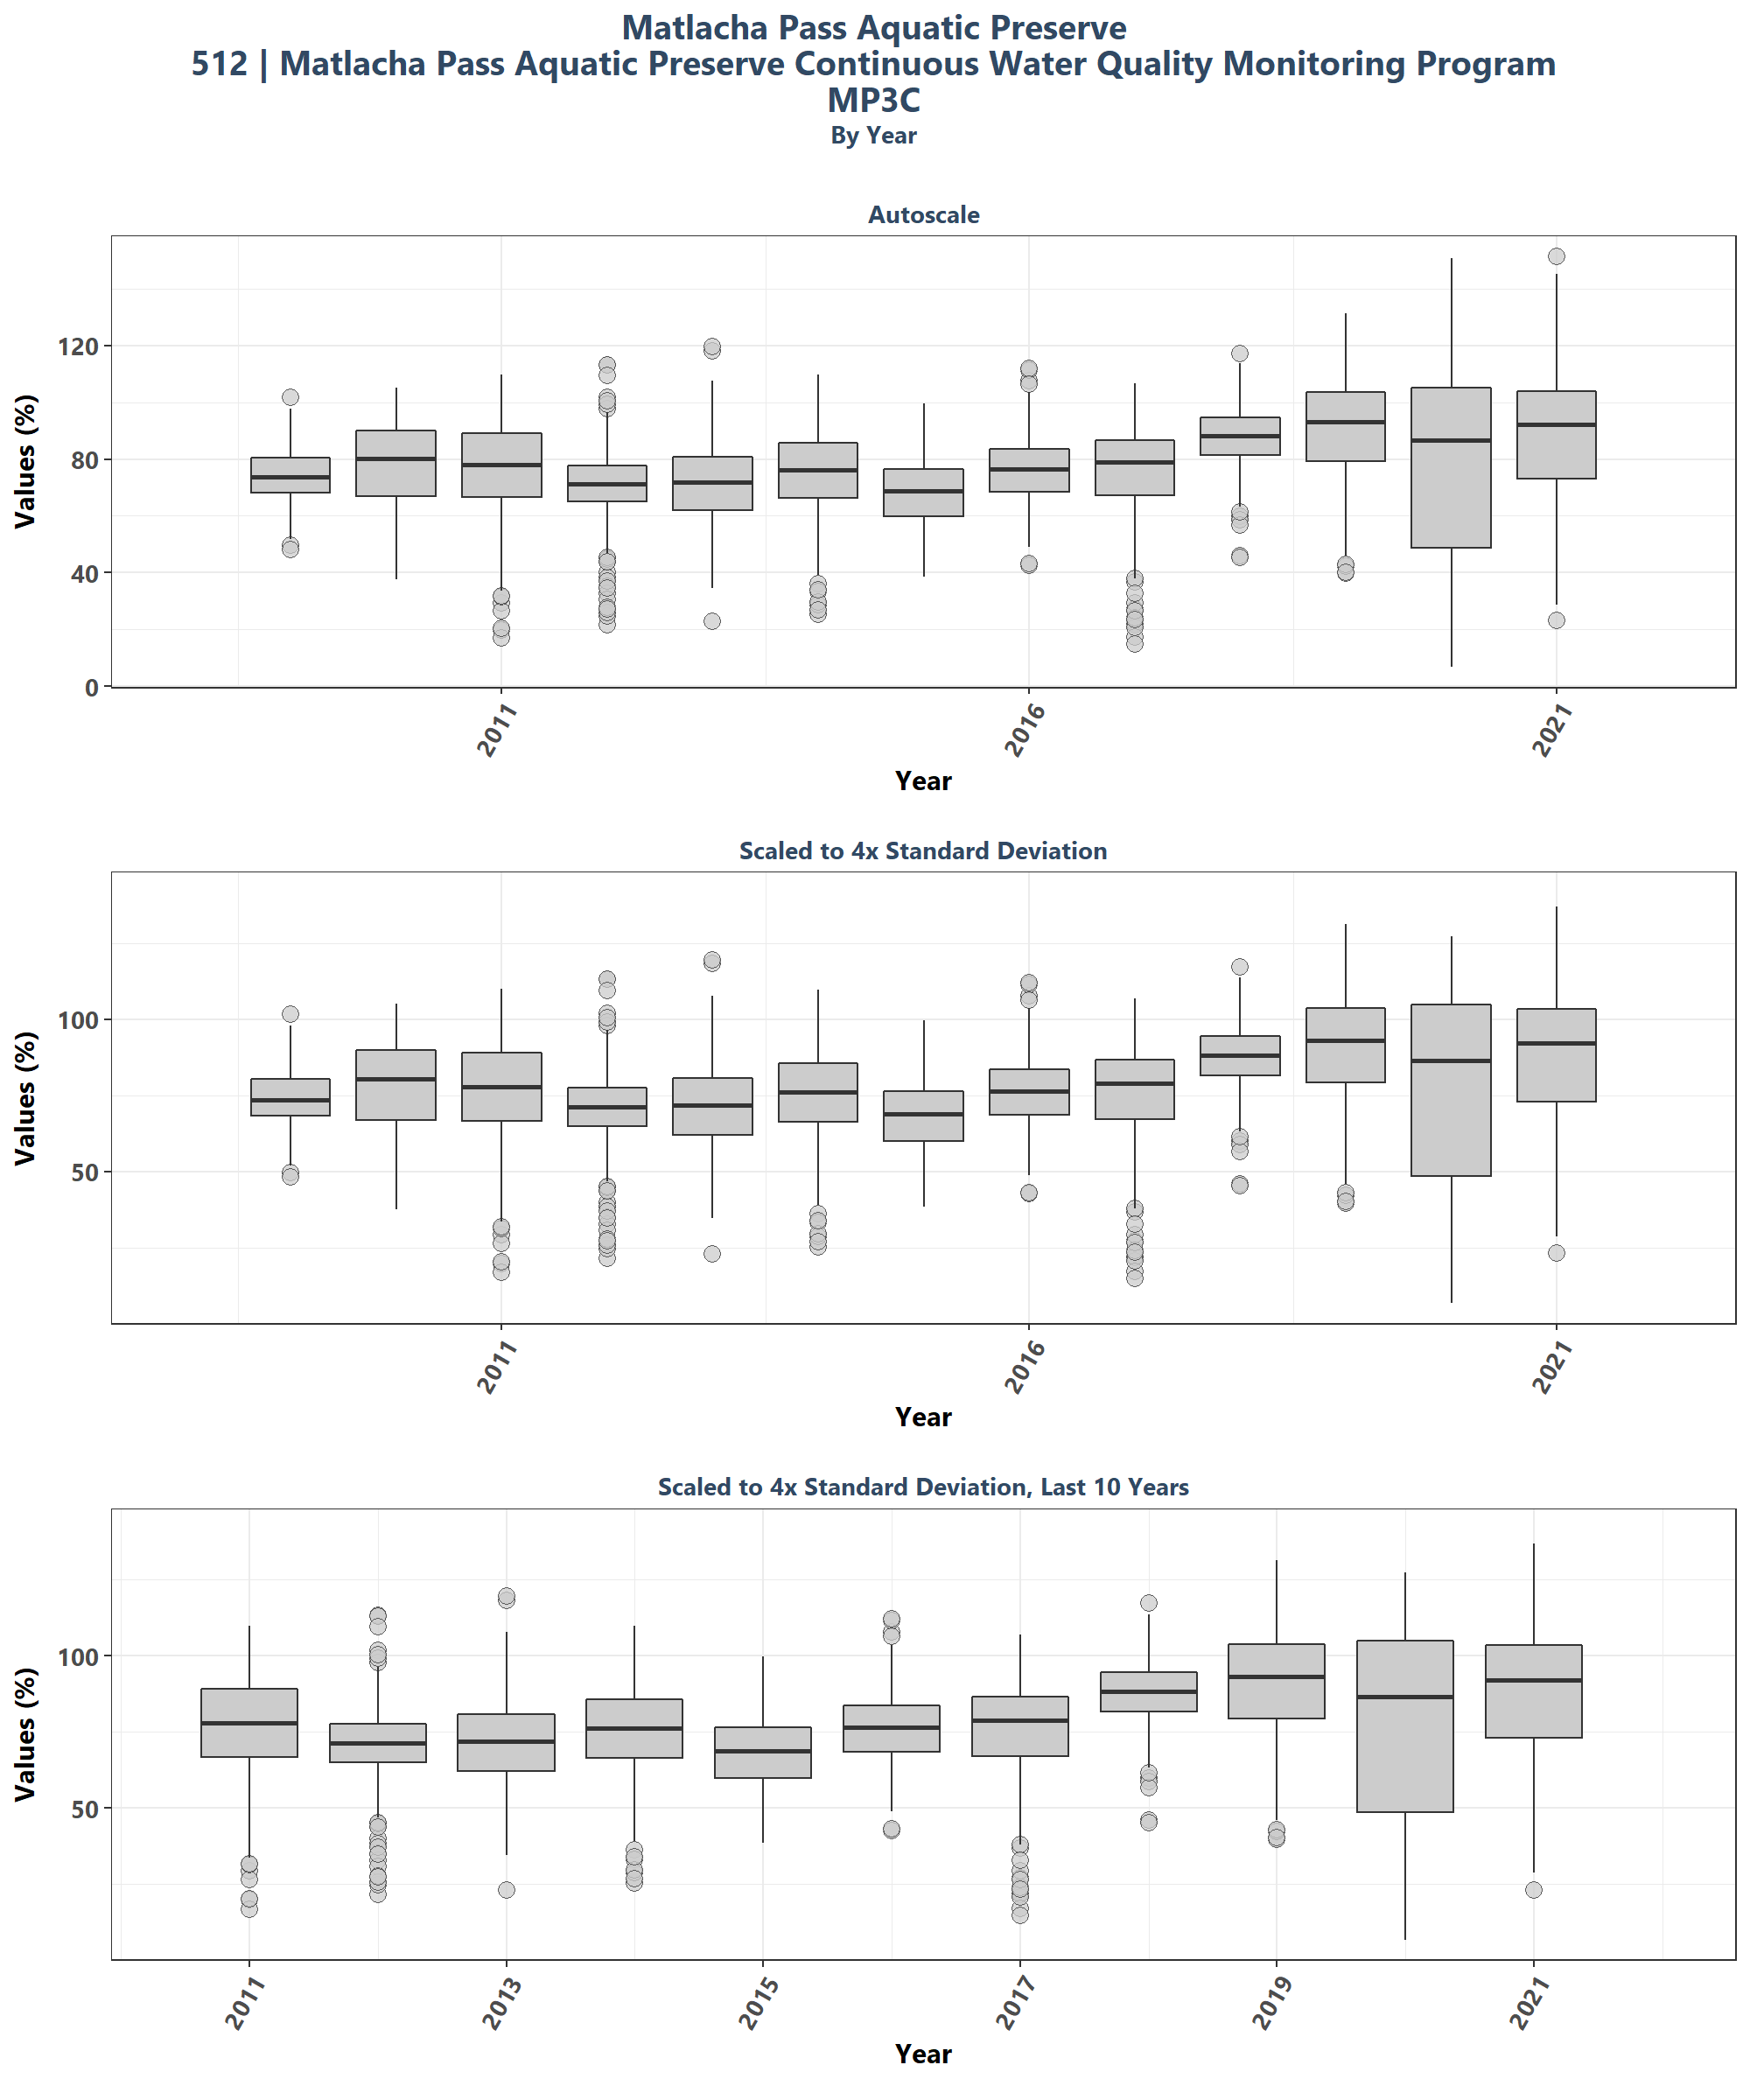 Matlacha Pass Aquatic Preserve
512 | Matlacha Pass Aquatic Preserve Continuous Water Quality Monitoring Program
MP3C
By Year
Autoscale
Values (%)
120
80
40
0
2011
2016
2021
Year
Scaled to 4x Standard Deviation
Values (%)
100
50
2011
2016
2021
Year
Scaled to 4x Standard Deviation, Last 10 Years
Values (%)
100
50
2011
2013
2015
2017
2019
2021
Year